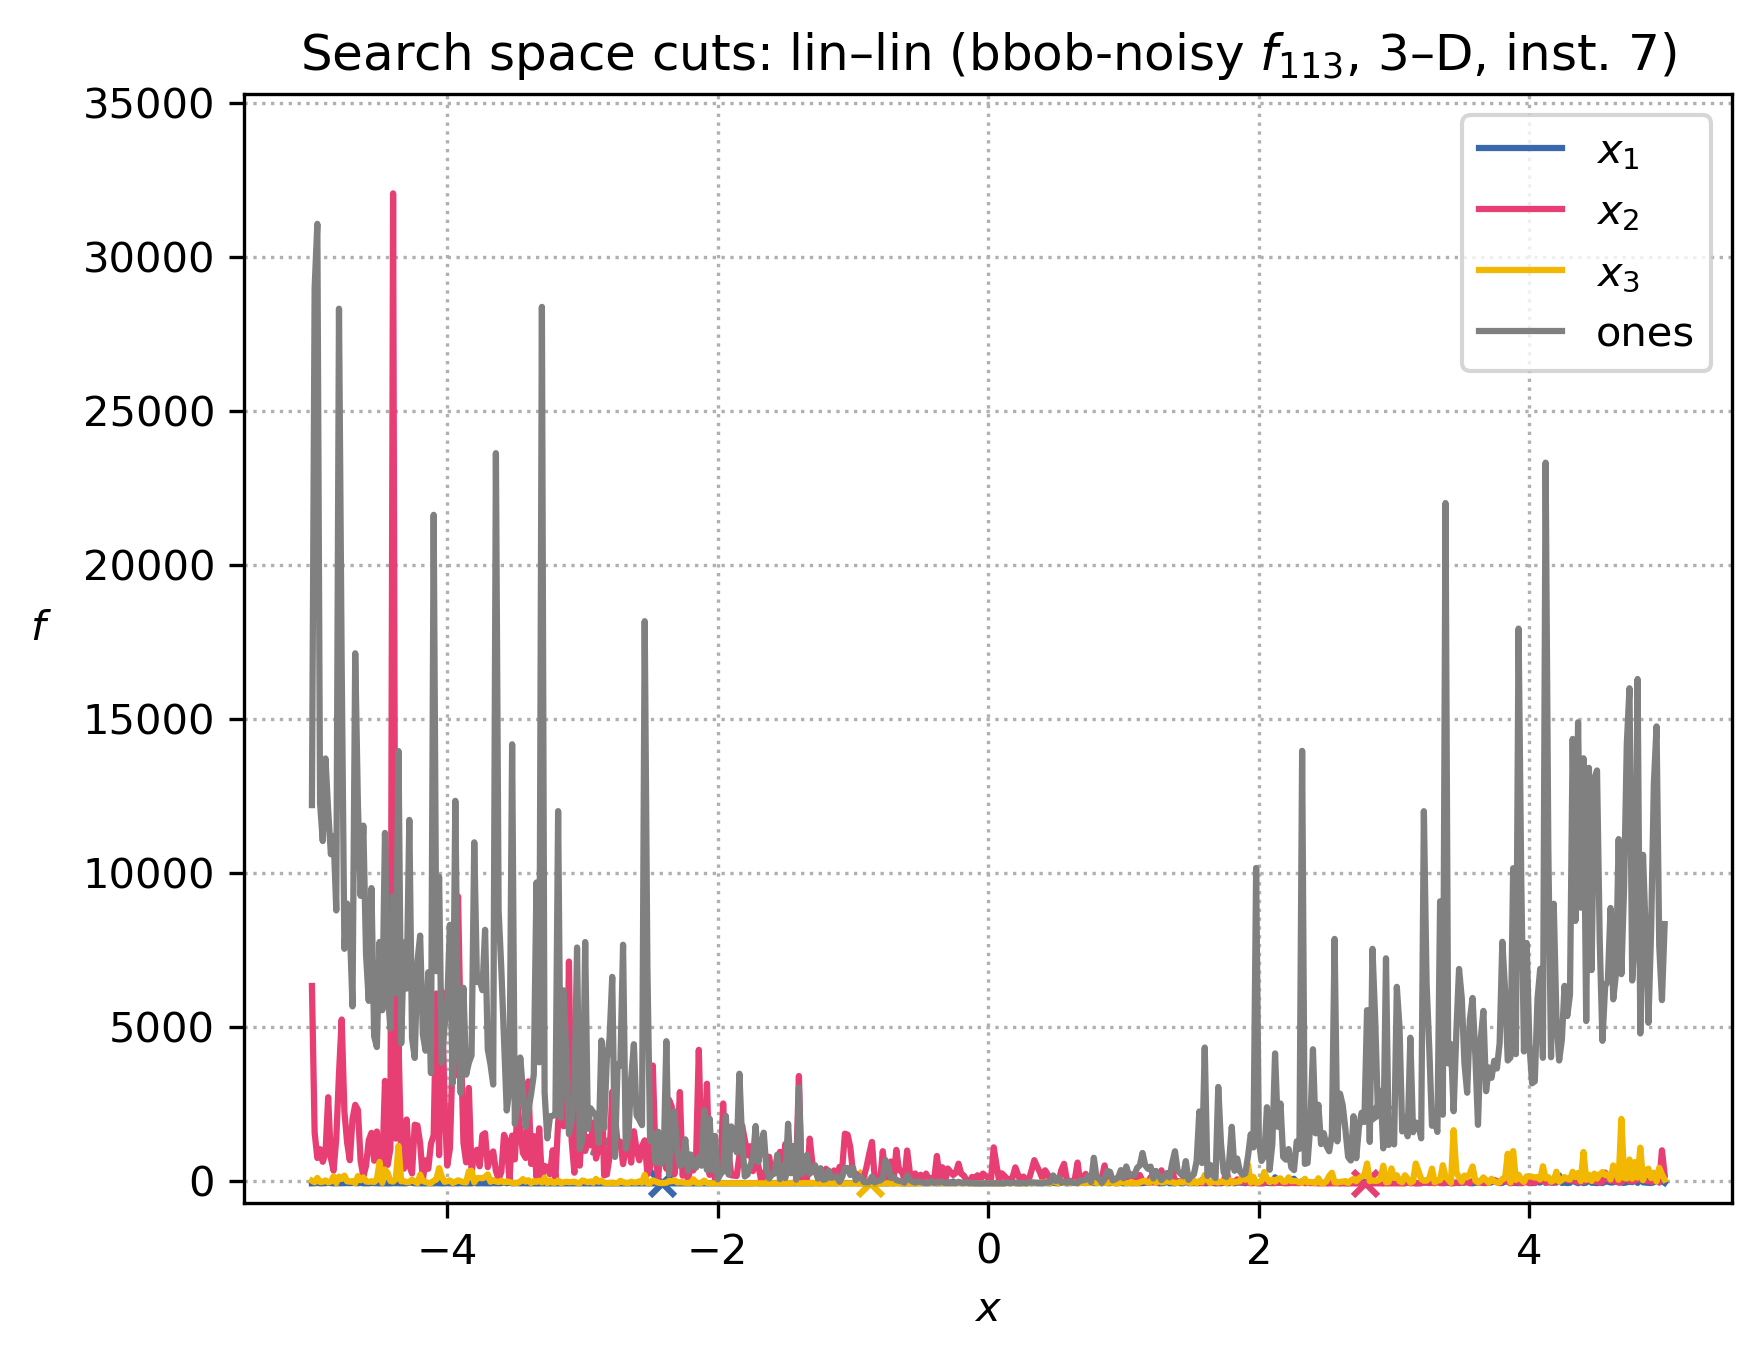 Search space cuts: lin–lin (bbob-noisy f₁₁₃, 3–D, inst. 7)
35000
30000
25000
20000
15000
10000
5000
0
f
x₁
x₂
x₃
ones
−4
−2
0
2
4
x